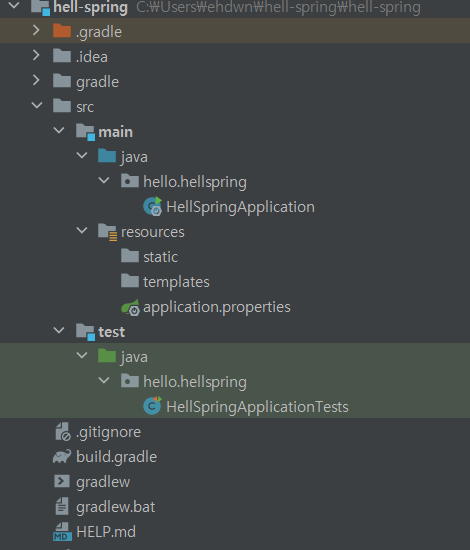 hell-spring C:₩Users₩ehdwn₩hell-spring₩hell-spring
.gradle
.idea
gradle
src
main
java
hello.hellspring
HellSpringApplication
resources
static
templates
application.properties
test
java
hello.hellspring
HellSpringApplicationTests
.gitignore
build.gradle
gradlew
gradlew.bat
HELP.md